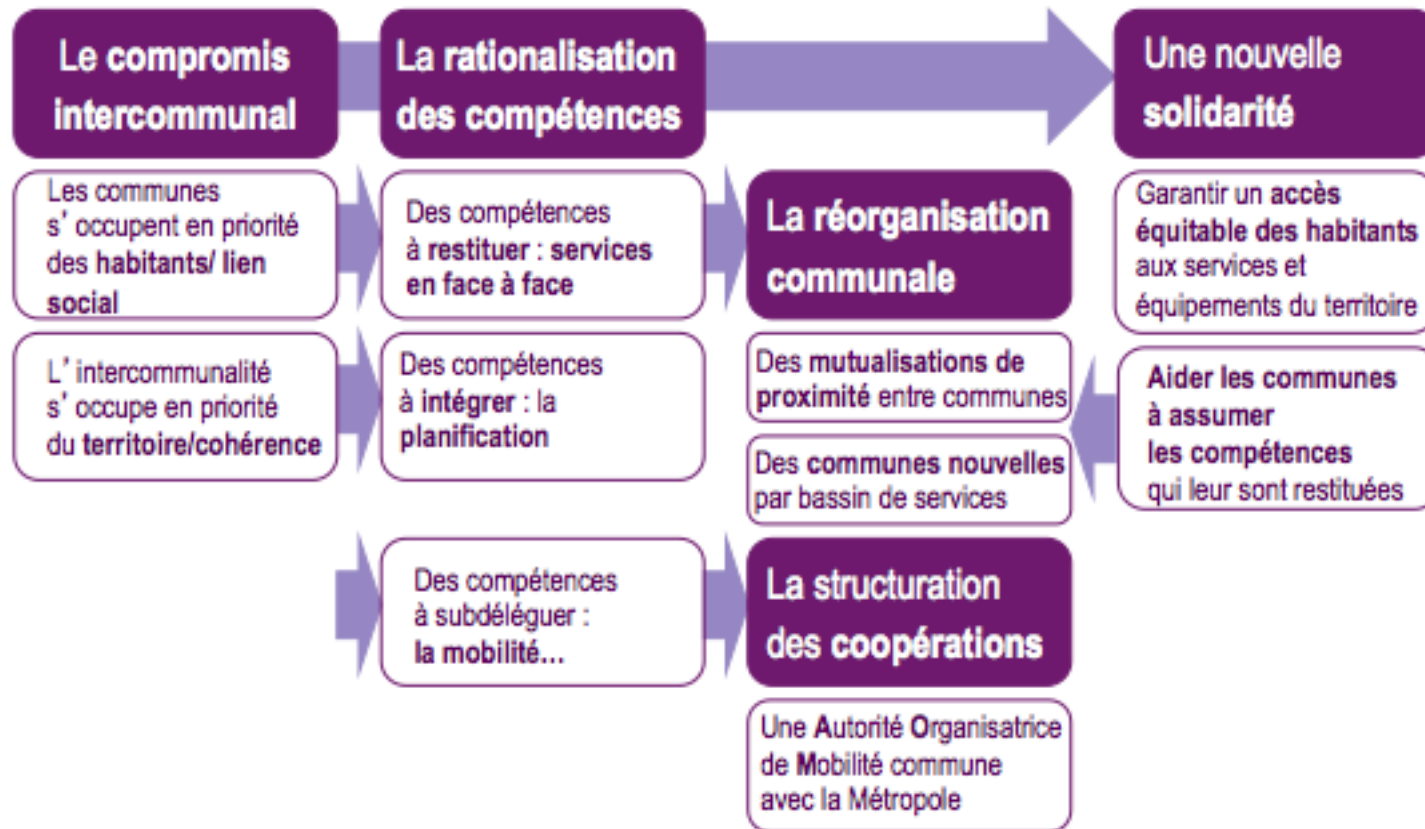 Le compromis
intercommunal
Les communes
s’ occupent en priorité
des habitants/ lien
social
L’ intercommunalité
s’ occupe en priorité
du territoire/cohérence
La rationalisation
des compétences
Des compétences
à restituer : services
en face à face
Des compétences
à intégrer : la
planification
Des compétences
à subdéléguer :
la mobilité...
La réorganisation
communale
Des mutualisations de
proximité entre communes
Des communes nouvelles
par bassin de services
La structuration
des coopérations
Une Autorité Organisatrice
de Mobilité commune
avec la Métropole
Une nouvelle
solidarité
Garantir un accès
équitable des habitants
aux services et
équipements du territoire
Aider les communes
à assumer
les compétences
qui leur sont restituées